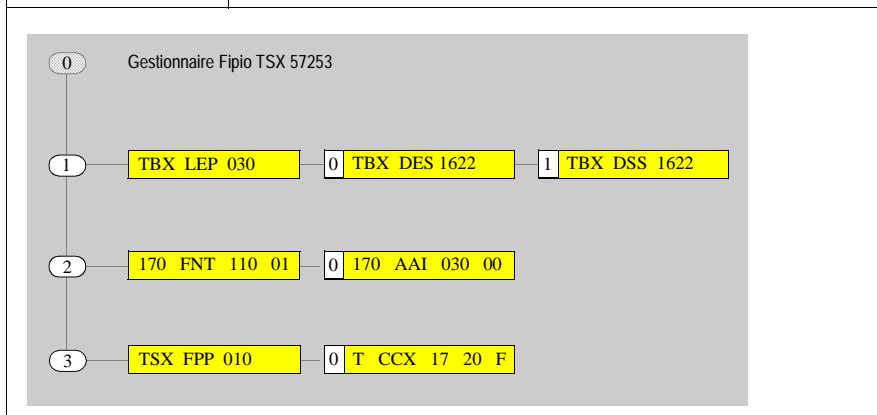 0 Gestionnaire Fipio TSX 57253
1 TBX LEP 030 0 TBX DES 1622 1 TBX DSS 1622
2 170 FNT 110 01 0 170 AAI 030 00
3 TSX FPP 010 0 T CCX 17 20 F